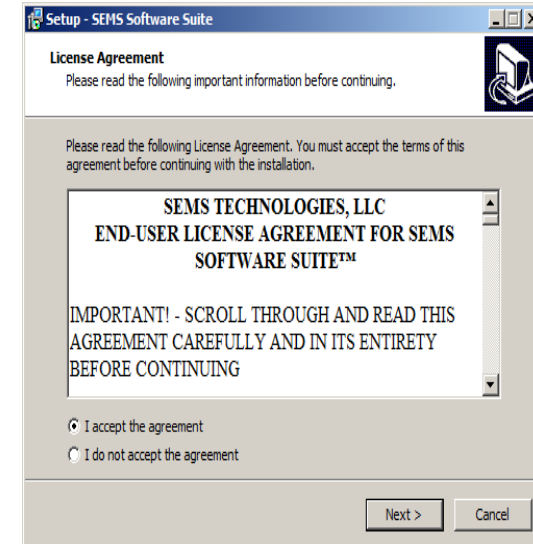 Setup - SEMS Software Suite
License Agreement
Please read the following important information before continuing.
Please read the following License Agreement. You must accept the terms of this
agreement before continuing with the installation.
SEMS TECHNOLOGIES, LLC
END-USER LICENSE AGREEMENT FOR SEMS
SOFTWARE SUITE™
IMPORTANT! - SCROLL THROUGH AND READ THIS
AGREEMENT CAREFULLY AND IN ITS ENTIRETY
BEFORE CONTINUING
I accept the agreement
I do not accept the agreement
Next >
Cancel